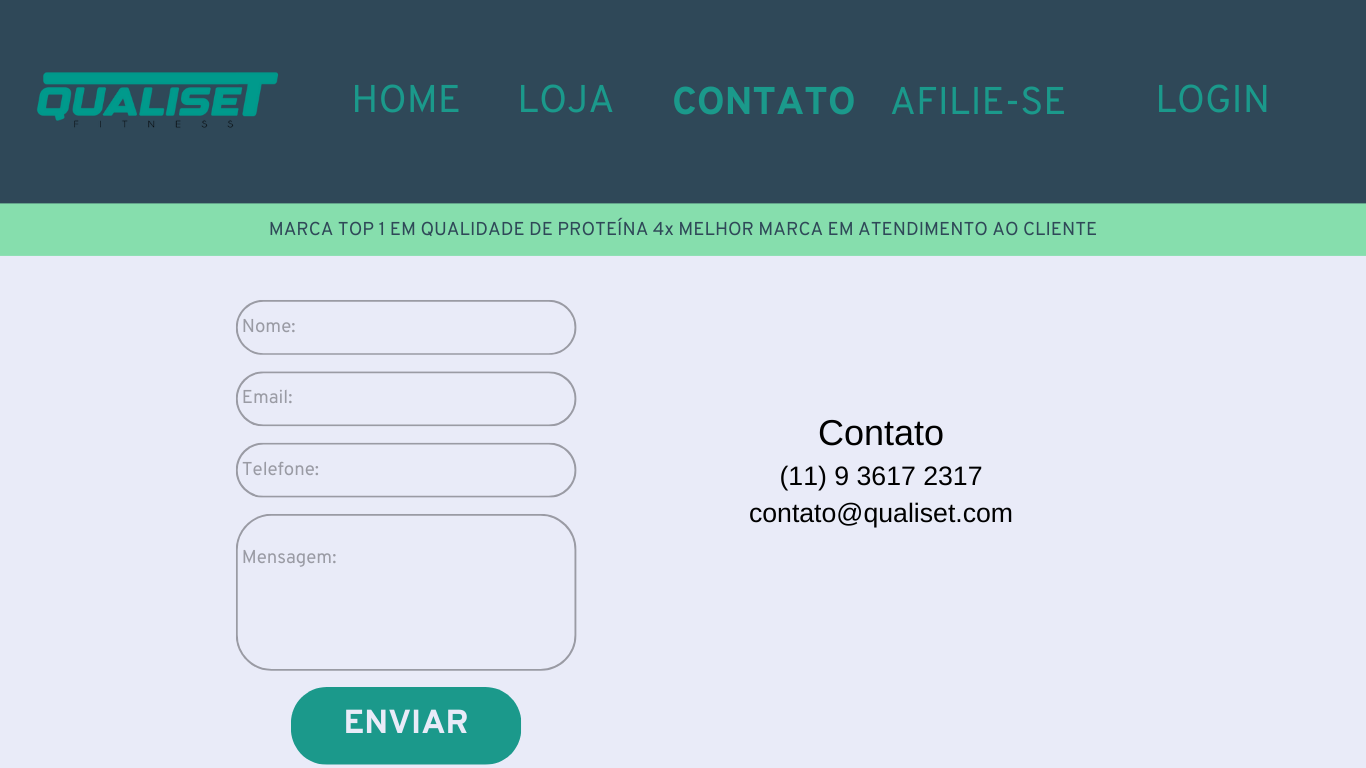 QUALISET
FITNESS
HOME LOJA CONTATO AFILIE-SE LOGIN
MARCA TOP 1 EM QUALIDADE DE PROTEÍNA 4x MELHOR MARCA EM ATENDIMENTO AO CLIENTE
Nome:
Email:
Telefone:
Mensagem:
ENVIAR
Contato
(11) 9 3617 2317
contato@qualiset.com